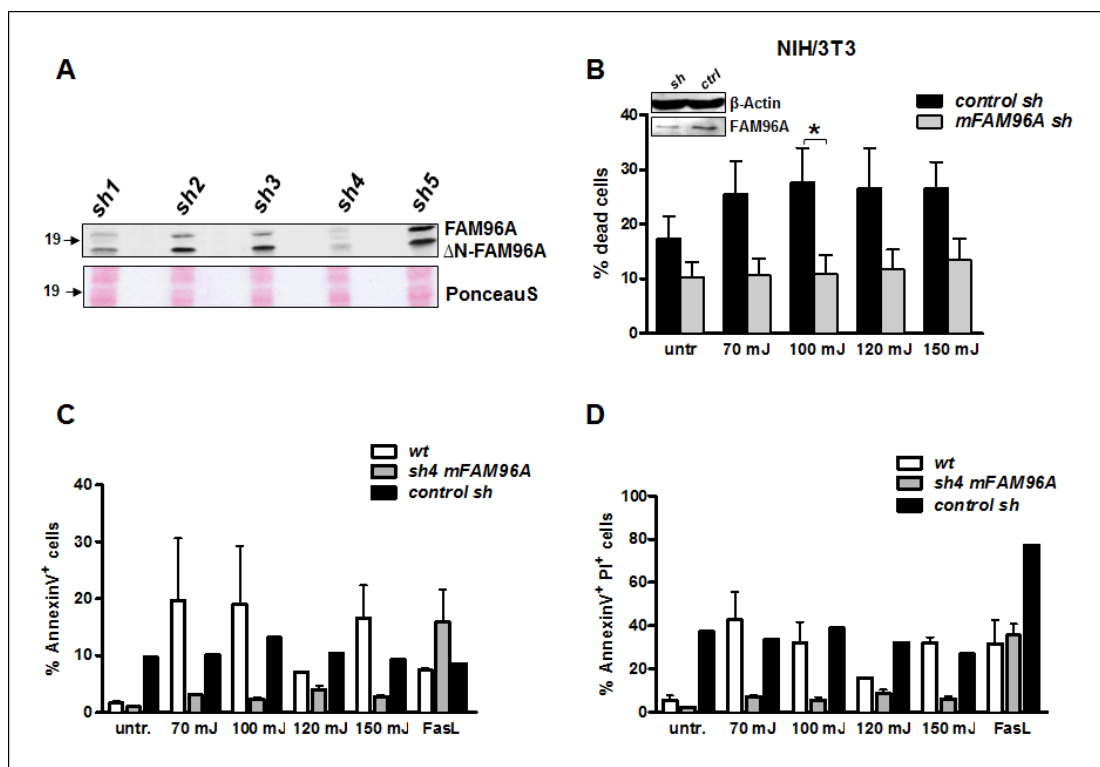 A
sh1 sh2 sh3 sh4 sh5
FAM96A
19
ΔN-FAM96A
19
PonceauS
NIH/3T3
B
sh ctrl
β-Actin
FAM96A
control sh
mFAM96A sh
*
% dead cells
40
30
20
10
0
untr 70 mJ 100 mJ 120 mJ 150 mJ
C
wt
sh4 mFAM96A
control sh
% AnnexinV+ cells
40
30
20
10
0
untr. 70 mJ 100 mJ 120 mJ 150 mJ FasL
D
wt
sh4 mFAM96A
control sh
% AnnexinV+ PI+ cells
100
80
60
40
20
0
untr. 70 mJ 100 mJ 120 mJ 150 mJ FasL